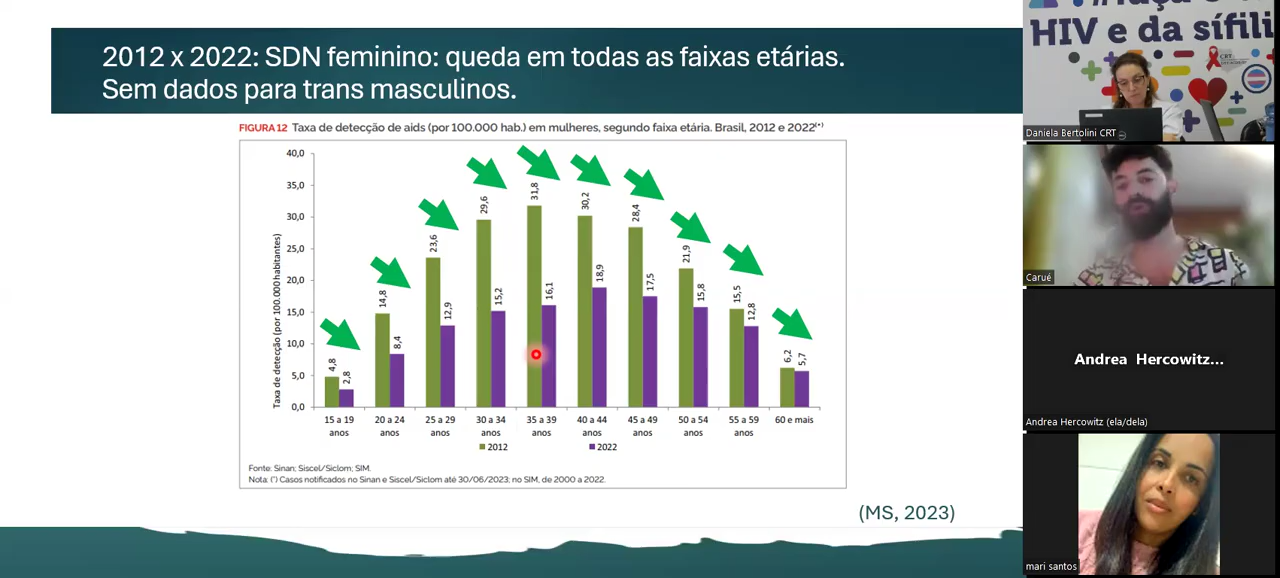 2012 x 2022: SDN feminino: queda em todas as faixas etárias.
Sem dados para trans masculinos.
FIGURA 12 Taxa de detecção de aids (por 100.000 hab.) em mulheres, segundo faixa etária. Brasil, 2012 e 2022(*)
Taxa de detecção (por 100.000 habitantes)
40,0
35,0
30,0
25,0
20,0
15,0
10,0
5,0
0,0
4,8 2,8
14,8 8,4
23,6 12,9
29,6 15,2
31,8 16,1
30,2 18,9
28,4 17,5
21,9 15,8
15,5 12,8
6,2 5,7
15 a 19 anos
20 a 24 anos
25 a 29 anos
30 a 34 anos
35 a 39 anos
40 a 44 anos
45 a 49 anos
50 a 54 anos
55 a 59 anos
60 e mais
2012 2022
Fonte: Sinan; Siscel/Siclom; SIM.
Nota: (*) Casos notificados no Sinan e Siscel/Siclom até 30/06/2023; no SIM, de 2000 a 2022.
(MS, 2023)
HIV e da sífili
CRT
Daniela Bertolini CRT
Carué
Andrea Hercowitz...
Andrea Hercowitz (ela/dela)
mari santos